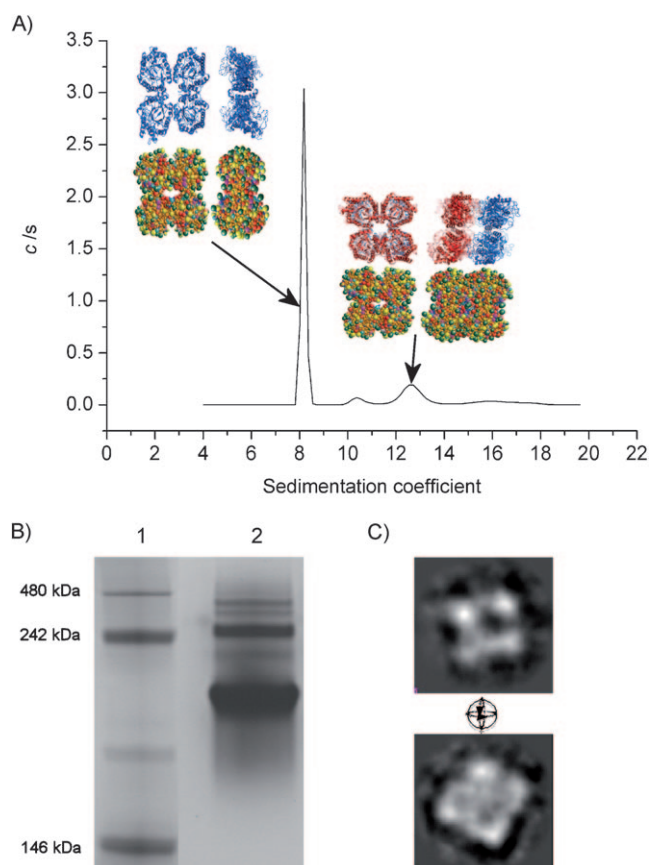 A)
3.5
3.0
2.5
2.0
1.5
1.0
0.5
0.0
c /s
0 2 4 6 8 10 12 14 16 18 20 22
Sedimentation coefficient
B) 1 2
480 kDa
242 kDa
146 kDa
C)